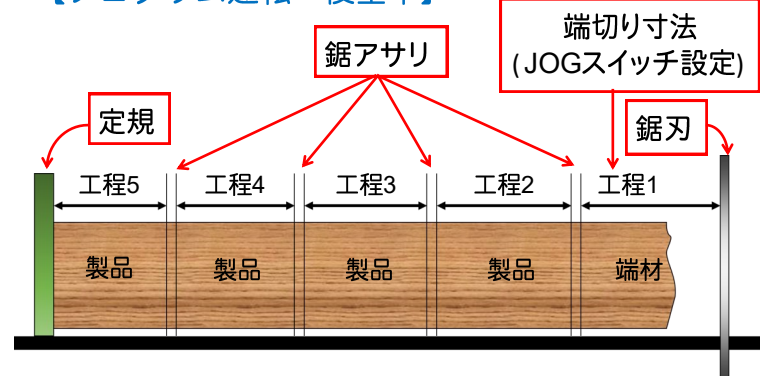 鋸アサリ
端切り寸法
(JOGスイッチ設定)
定規
鋸刃
工程5
工程4
工程3
工程2
工程1
製品
製品
製品
製品
端材